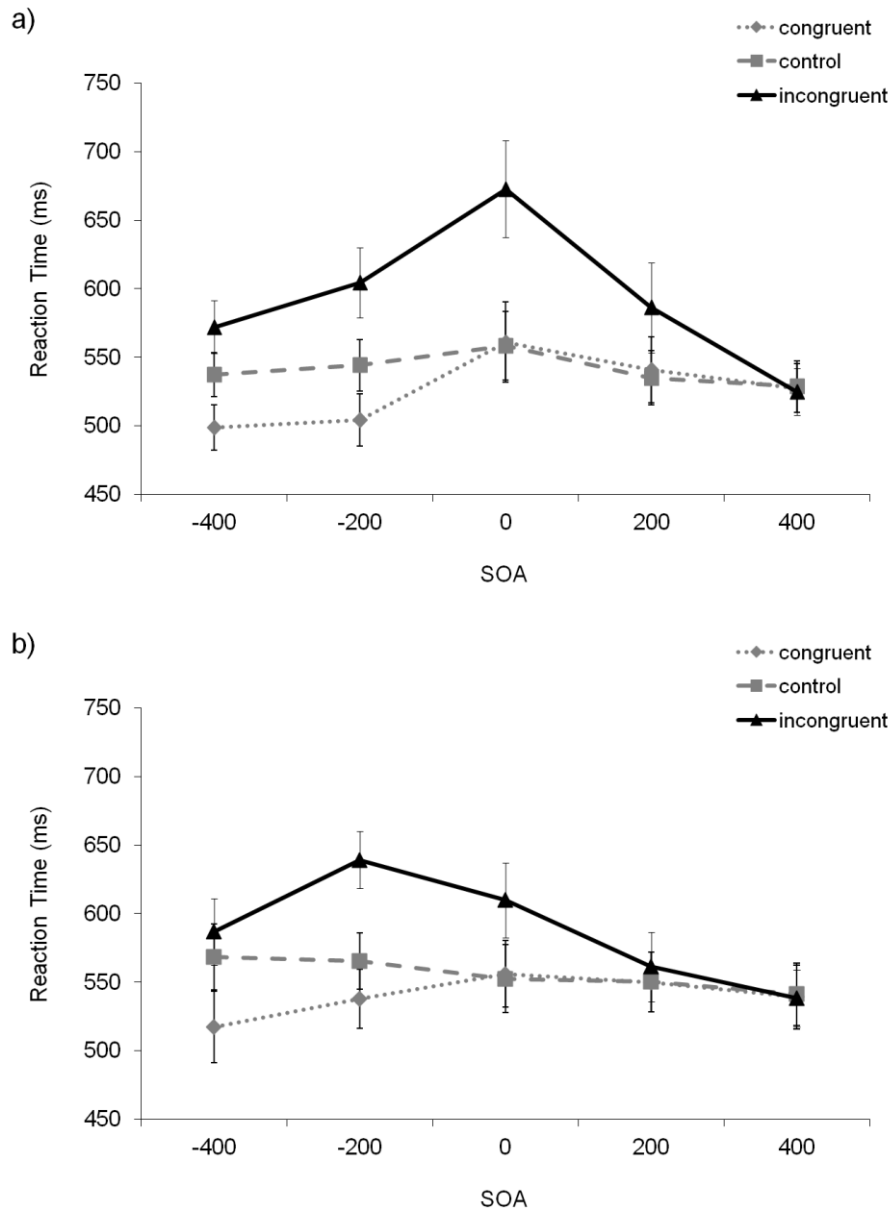 a)
congruent
control
incongruent
750
700
650
600
550
500
450
Reaction Time (ms)
-400 -200 0 200 400
SOA
b)
congruent
control
incongruent
750
700
650
600
550
500
450
Reaction Time (ms)
-400 -200 0 200 400
SOA